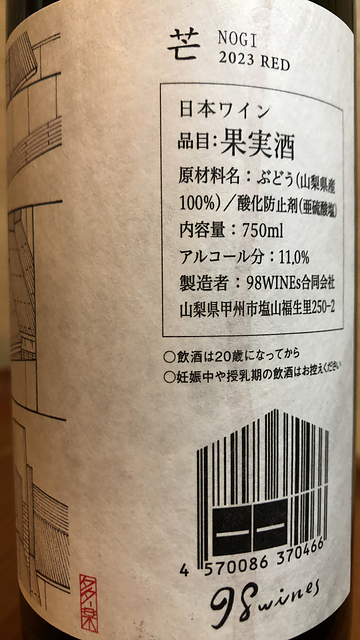 芒 NOGI
2023 RED
日本ワイン
品目:果実酒
原材料名：ぶどう(山梨県産
100%)／酸化防止剤(亜硫酸塩)
内容量：750ml
アルコール分：11.0%
製造者：98WINEs合同会社
山梨県甲州市塩山福生里250-2
○飲酒は20歳になってから
○妊娠中や授乳期の飲酒はお控えください
4 570086 370466
98wines